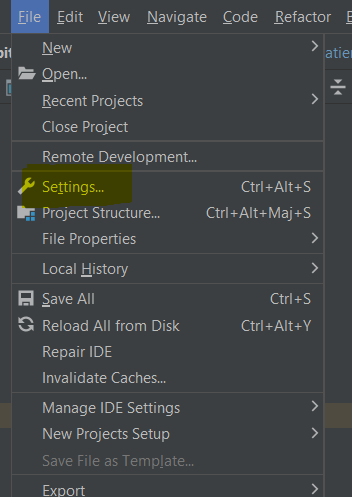 File Edit View Navigate Code Refactor
New
Open...
Recent Projects
Close Project
Remote Development...
Settings... Ctrl+Alt+S
Project Structure... Ctrl+Alt+Maj+S
File Properties
Local History
Save All Ctrl+S
Reload All from Disk Ctrl+Alt+Y
Repair IDE
Invalidate Caches...
Manage IDE Settings
New Projects Setup
Save File as Template...
Export